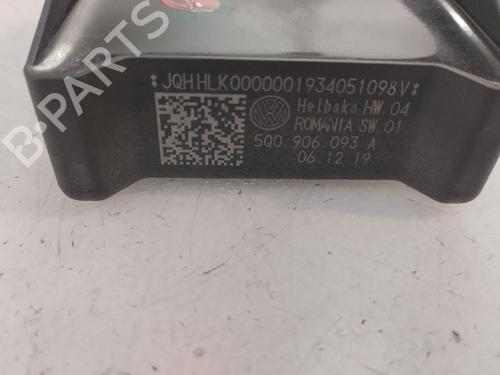 *JQHHLK0000001934051098V*
Helbako HW.04
ROMANIA SW.01
5Q0.906.093 A
06.12.19
B-PARTS